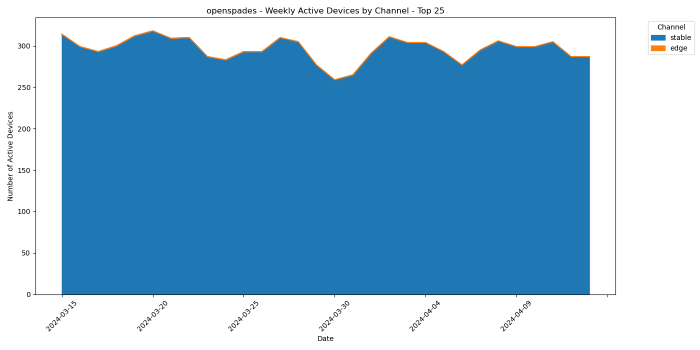 openspades - Weekly Active Devices by Channel - Top 25
Channel
stable
edge
Number of Active Devices
300
250
200
150
100
50
0
2024-03-15
2024-03-20
2024-03-25
2024-03-30
2024-04-04
2024-04-09
Date